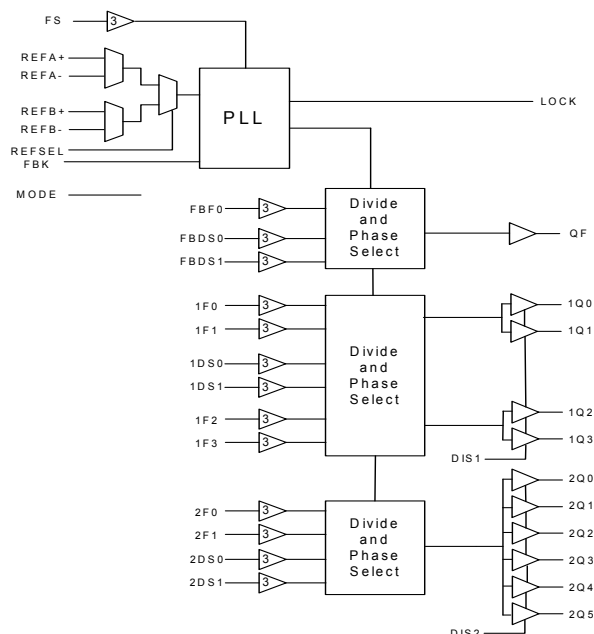 FS 3
REFA+
REFA-
REFB+
REFB-
REFSEL
FBK
PLL
LOCK
MODE
FBF0 3
FBDS0 3
FBDS1 3
Divide
and
Phase
Select
QF
1F0 3
1F1 3
1DS0 3
1DS1 3
1F2 3
1F3 3
Divide
and
Phase
Select
1Q0
1Q1
1Q2
1Q3
DIS1
2F0 3
2F1 3
2DS0 3
2DS1 3
Divide
and
Phase
Select
2Q0
2Q1
2Q2
2Q3
2Q4
2Q5
DIS2